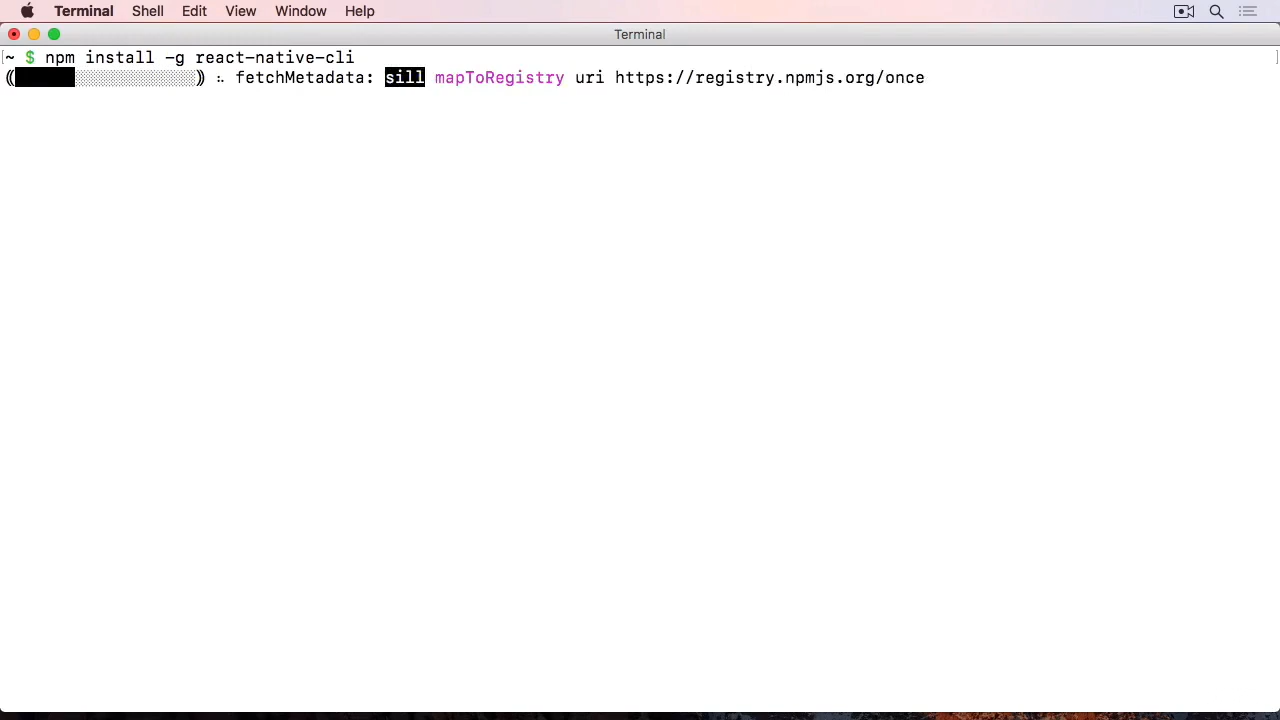 Terminal Shell Edit View Window Help
Terminal
[~ $ npm install -g react-native-cli ]
(( )) ⠦ fetchMetadata: sill mapToRegistry uri https://registry.npmjs.org/once